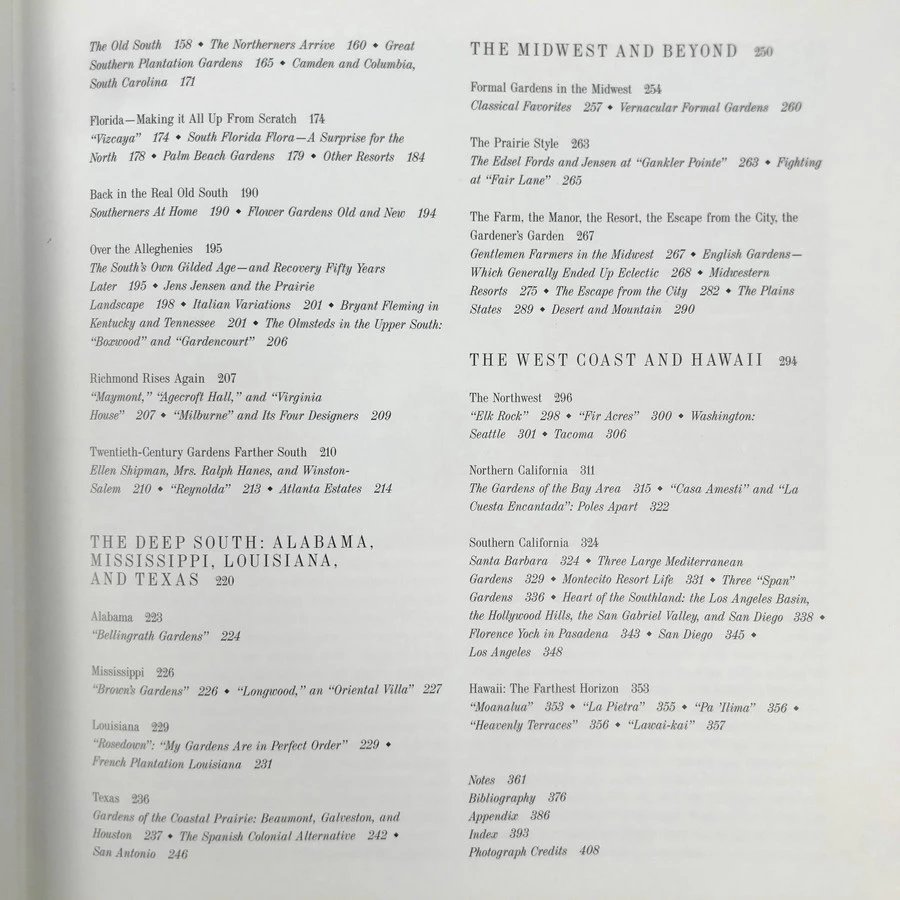 The Old South 158 ◆ The Northerners Arrive 160 ◆ Great
Southern Plantation Gardens 165 ◆ Camden and Columbia,
South Carolina 171
Florida—Making it All Up From Scratch 174
“Vizcaya” 174 ◆ South Florida Flora—A Surprise for the
North 178 ◆ Palm Beach Gardens 179 ◆ Other Resorts 184
Back in the Real Old South 190
Southerners At Home 190 ◆ Flower Gardens Old and New 194
Over the Alleghenies 195
The South’s Own Gilded Age—and Recovery Fifty Years
Later 195 ◆ Jens Jensen and the Prairie
Landscape 198 ◆ Italian Variations 201 ◆ Bryant Fleming in
Kentucky and Tennessee 201 ◆ The Olmsteds in the Upper South:
“Boxwood” and “Gardencourt” 206
Richmond Rises Again 207
“Maymont,” “Agecroft Hall,” and “Virginia
House” 207 ◆ “Milburne” and Its Four Designers 209
Twentieth-Century Gardens Farther South 210
Ellen Shipman, Mrs. Ralph Hanes, and Winston-
Salem 210 ◆ “Reynolda” 213 ◆ Atlanta Estates 214
THE DEEP SOUTH: ALABAMA,
MISSISSIPPI, LOUISIANA,
AND TEXAS 220
Alabama 223
“Bellingrath Gardens” 224
Mississippi 226
“Brown’s Gardens” 226 ◆ “Longwood,” an “Oriental Villa” 227
Louisiana 229
“Rosedown”: “My Gardens Are in Perfect Order” 229 ◆
French Plantation Louisiana 231
Texas 236
Gardens of the Coastal Prairie: Beaumont, Galveston, and
Houston 237 ◆ The Spanish Colonial Alternative 242 ◆
San Antonio 246
THE MIDWEST AND BEYOND 250
Formal Gardens in the Midwest 254
Classical Favorites 257 ◆ Vernacular Formal Gardens 260
The Prairie Style 263
The Edsel Fords and Jensen at “Gankler Pointe” 263 ◆ Fighting
at “Fair Lane” 265
The Farm, the Manor, the Resort, the Escape from the City, the
Gardener’s Garden 267
Gentlemen Farmers in the Midwest 267 ◆ English Gardens—
Which Generally Ended Up Eclectic 268 ◆ Midwestern
Resorts 275 ◆ The Escape from the City 282 ◆ The Plains
States 289 ◆ Desert and Mountain 290
THE WEST COAST AND HAWAII 294
The Northwest 296
“Elk Rock” 298 ◆ “Fir Acres” 300 ◆ Washington:
Seattle 301 ◆ Tacoma 306
Northern California 311
The Gardens of the Bay Area 315 ◆ “Casa Amesti” and “La
Cuesta Encantada”: Poles Apart 322
Southern California 324
Santa Barbara 324 ◆ Three Large Mediterranean
Gardens 329 ◆ Montecito Resort Life 331 ◆ Three “Span”
Gardens 336 ◆ Heart of the Southland: the Los Angeles Basin,
the Hollywood Hills, the San Gabriel Valley, and San Diego 338 ◆
Florence Yoch in Pasadena 343 ◆ San Diego 345 ◆
Los Angeles 348
Hawaii: The Farthest Horizon 353
“Moanalua” 353 ◆ “La Pietra” 355 ◆ “Pa ’Ilima” 356 ◆
“Heavenly Terraces” 356 ◆ “Lawai-kai” 357
Notes 361
Bibliography 376
Appendix 386
Index 393
Photograph Credits 408